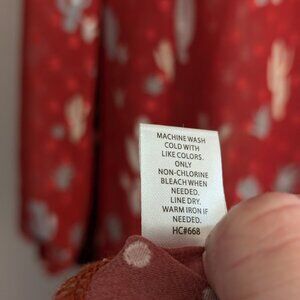 MACHINE WASH
COLD WITH
LIKE COLORS.
ONLY
NON-CHLORINE
BLEACH WHEN
NEEDED.
LINE DRY.
WARM IRON IF
NEEDED.
HC#668